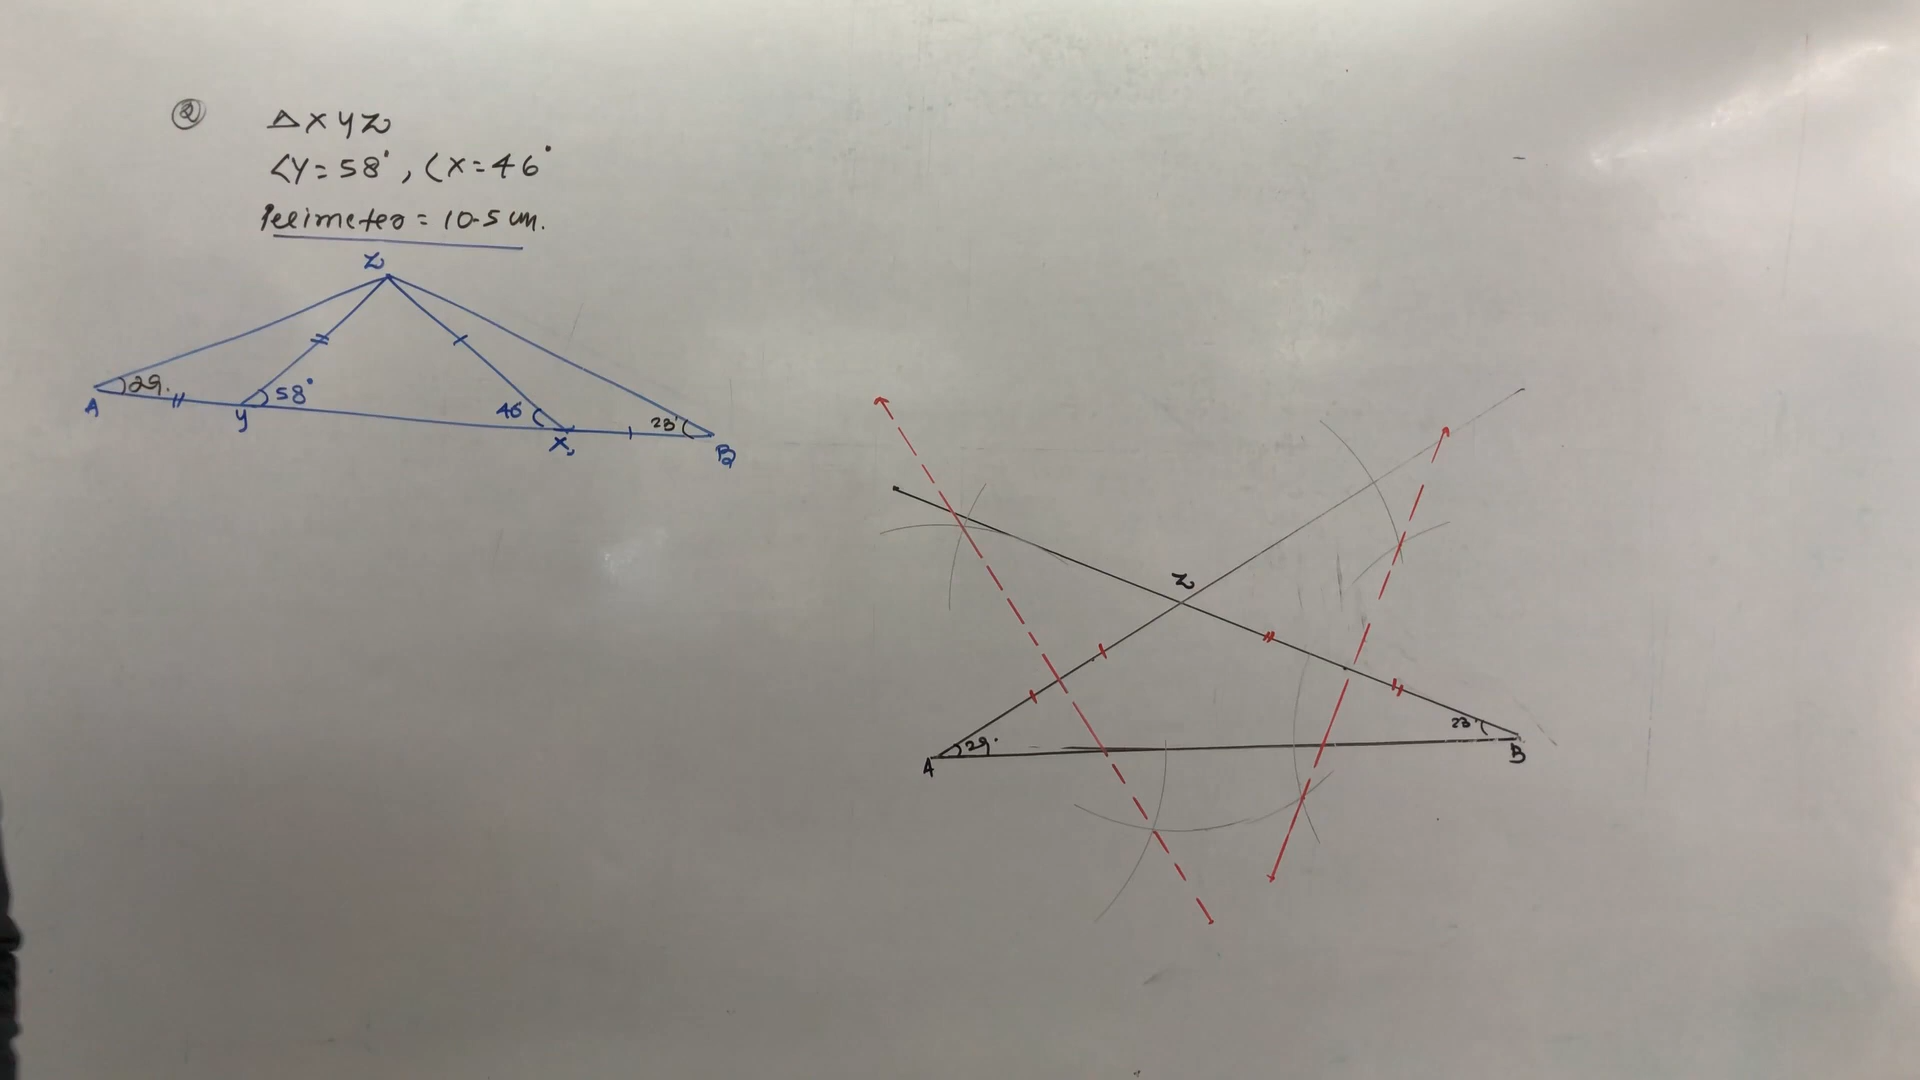 ②
△XYZ
∠Y=58°, ∠X=46°
Perimeter = 10.5 cm.
Z
A 29° Y 58° 46 X 23° B
Z
A 29° 23° B